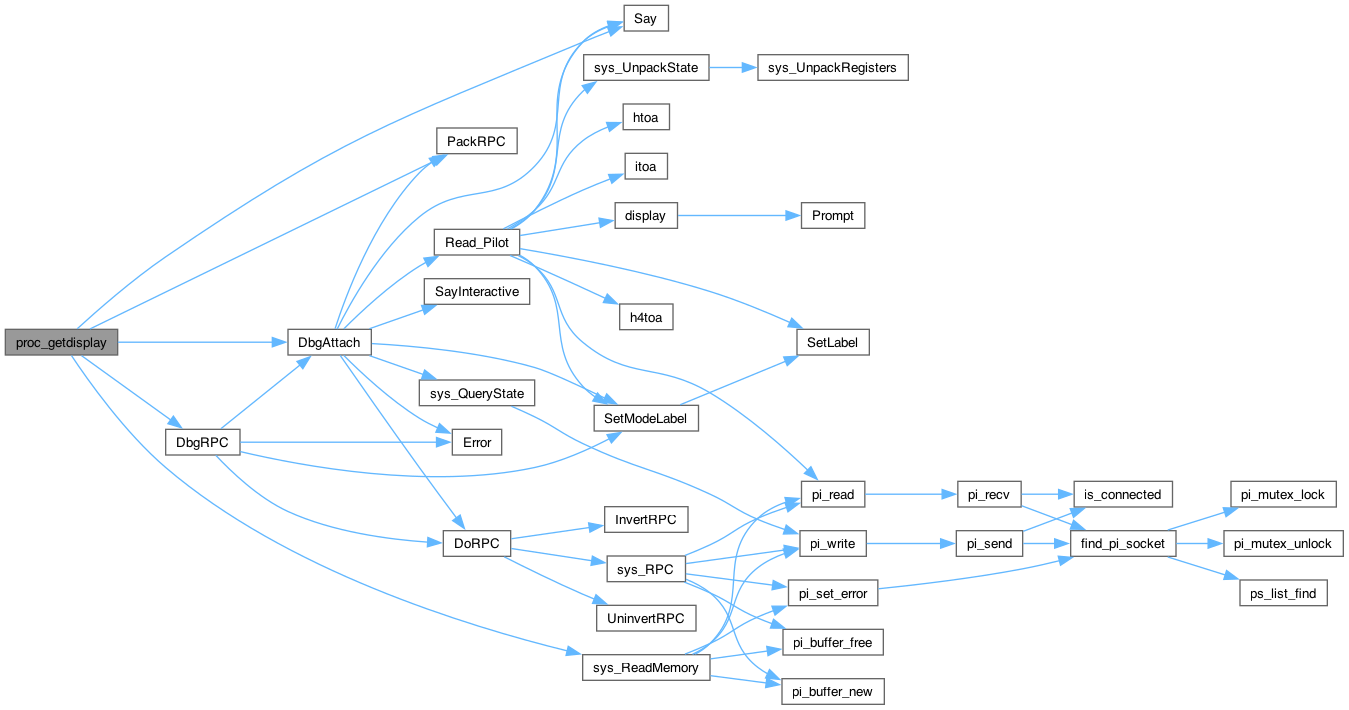 Say
sys_UnpackState
sys_UnpackRegisters
htoa
PackRPC
itoa
display
Prompt
Read_Pilot
SayInteractive
h4toa
proc_getdisplay
DbgAttach
SetLabel
sys_QueryState
SetModeLabel
DbgRPC
Error
pi_read
pi_recv
is_connected
pi_mutex_lock
InvertRPC
DoRPC
pi_write
pi_send
find_pi_socket
pi_mutex_unlock
sys_RPC
pi_set_error
ps_list_find
UninvertRPC
pi_buffer_free
sys_ReadMemory
pi_buffer_new